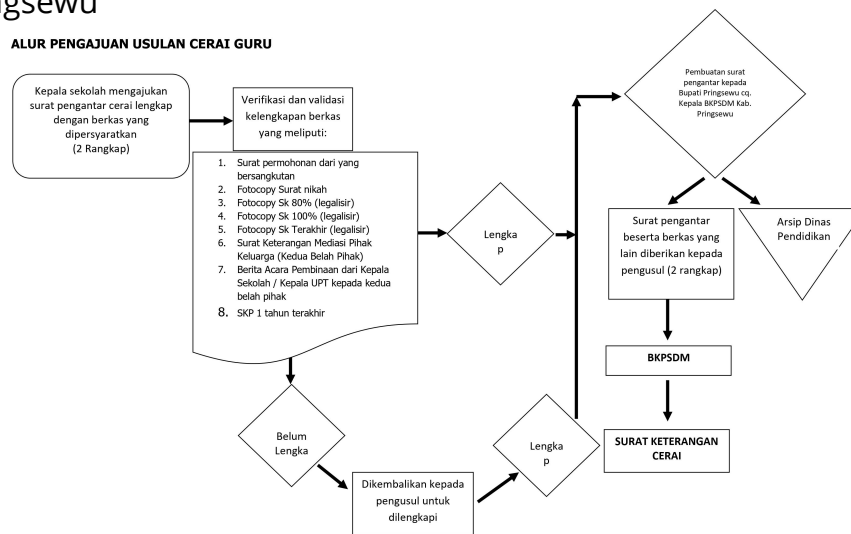 ngsewu
ALUR PENGAJUAN USULAN CERAI GURU
Kepala sekolah mengajukan
surat pengantar cerai lengkap
dengan berkas yang
dipersyaratkan
(2 Rangkap)
Verifikasi dan validasi
kelengkapan berkas
yang meliputi:
1. Surat permohonan dari yang
bersangkutan
2. Fotocopy Surat nikah
3. Fotocopy Sk 80% (legalisir)
4. Fotocopy Sk 100% (legalisir)
5. Fotocopy Sk Terakhir (legalisir)
6. Surat Keterangan Mediasi Pihak
Keluarga (Kedua Belah Pihak)
7. Berita Acara Pembinaan dari Kepala
Sekolah / Kepala UPT kepada kedua
belah pihak
8. SKP 1 tahun terakhir
Lengka
p
Belum
Lengka
Dikembalikan kepada
pengusul untuk
dilengkapi
Lengka
p
Pembuatan surat
pengantar kepada
Bupati Pringsewu cq.
Kepala BKPSDM Kab.
Pringsewu
Surat pengantar
beserta berkas yang
lain diberikan kepada
pengusul (2 rangkap)
Arsip Dinas
Pendidikan
BKPSDM
SURAT KETERANGAN
CERAI